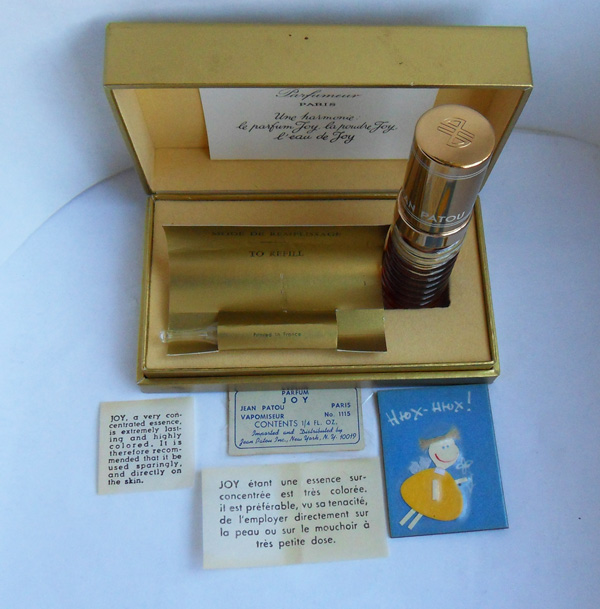 Parfumeur
PARIS
Une harmonie:
le parfum Joy, la poudre Joy
l'eau de Joy
JEAN PATOU
MODE DE REMPLISSAGE
TO REFILL
Printed in France
JOY, a very con-
centrated essence,
is extremely last-
ing and highly
colored. It is
therefore recom-
mended that it be
used sparingly,
and directly on
the skin.
PARFUM
JOY
JEAN PATOU PARIS
VAPORISEUR No. 1115
CONTENTS 1/4 FL. OZ.
Imported and Distributed by
Jean Patou Inc., New York, N. Y. 10019
JOY étant une essence sur-
concentrée est très colorée.
il est préférable, vu sa tenacité,
de l'employer directement sur
la peau ou sur le mouchoir à
très petite dose.